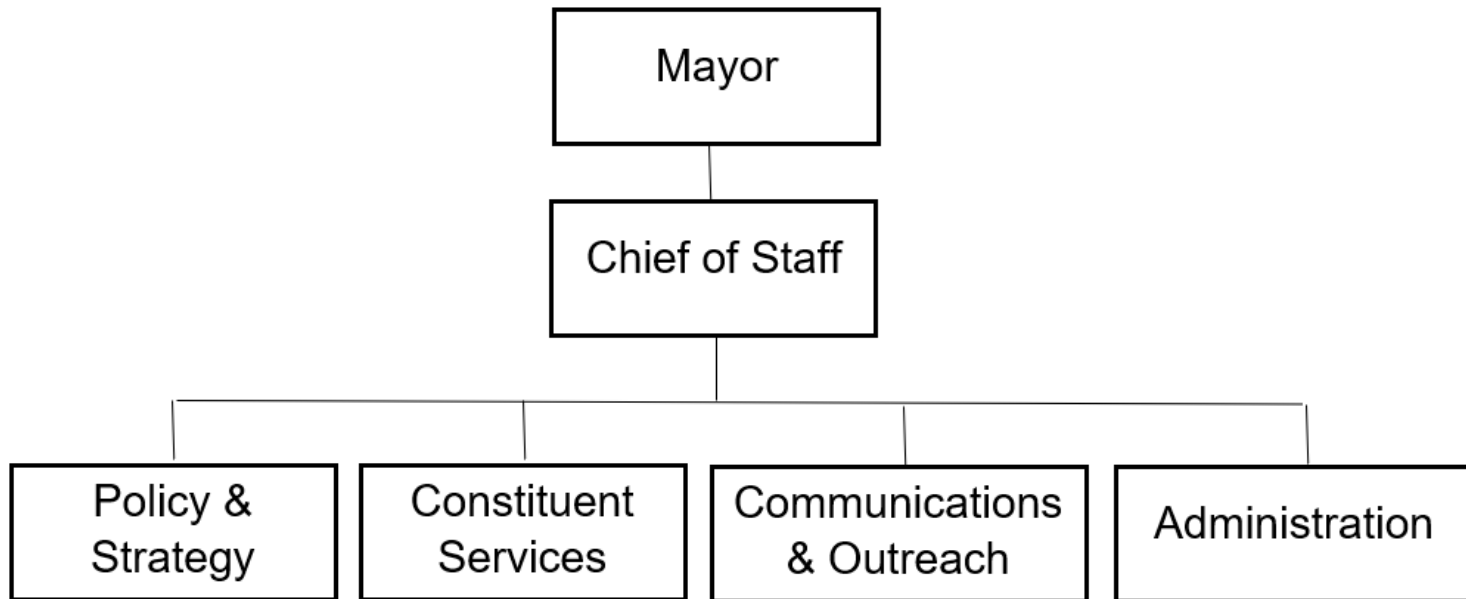 Mayor
Chief of Staff
Policy &
Strategy
Constituent
Services
Communications
& Outreach
Administration